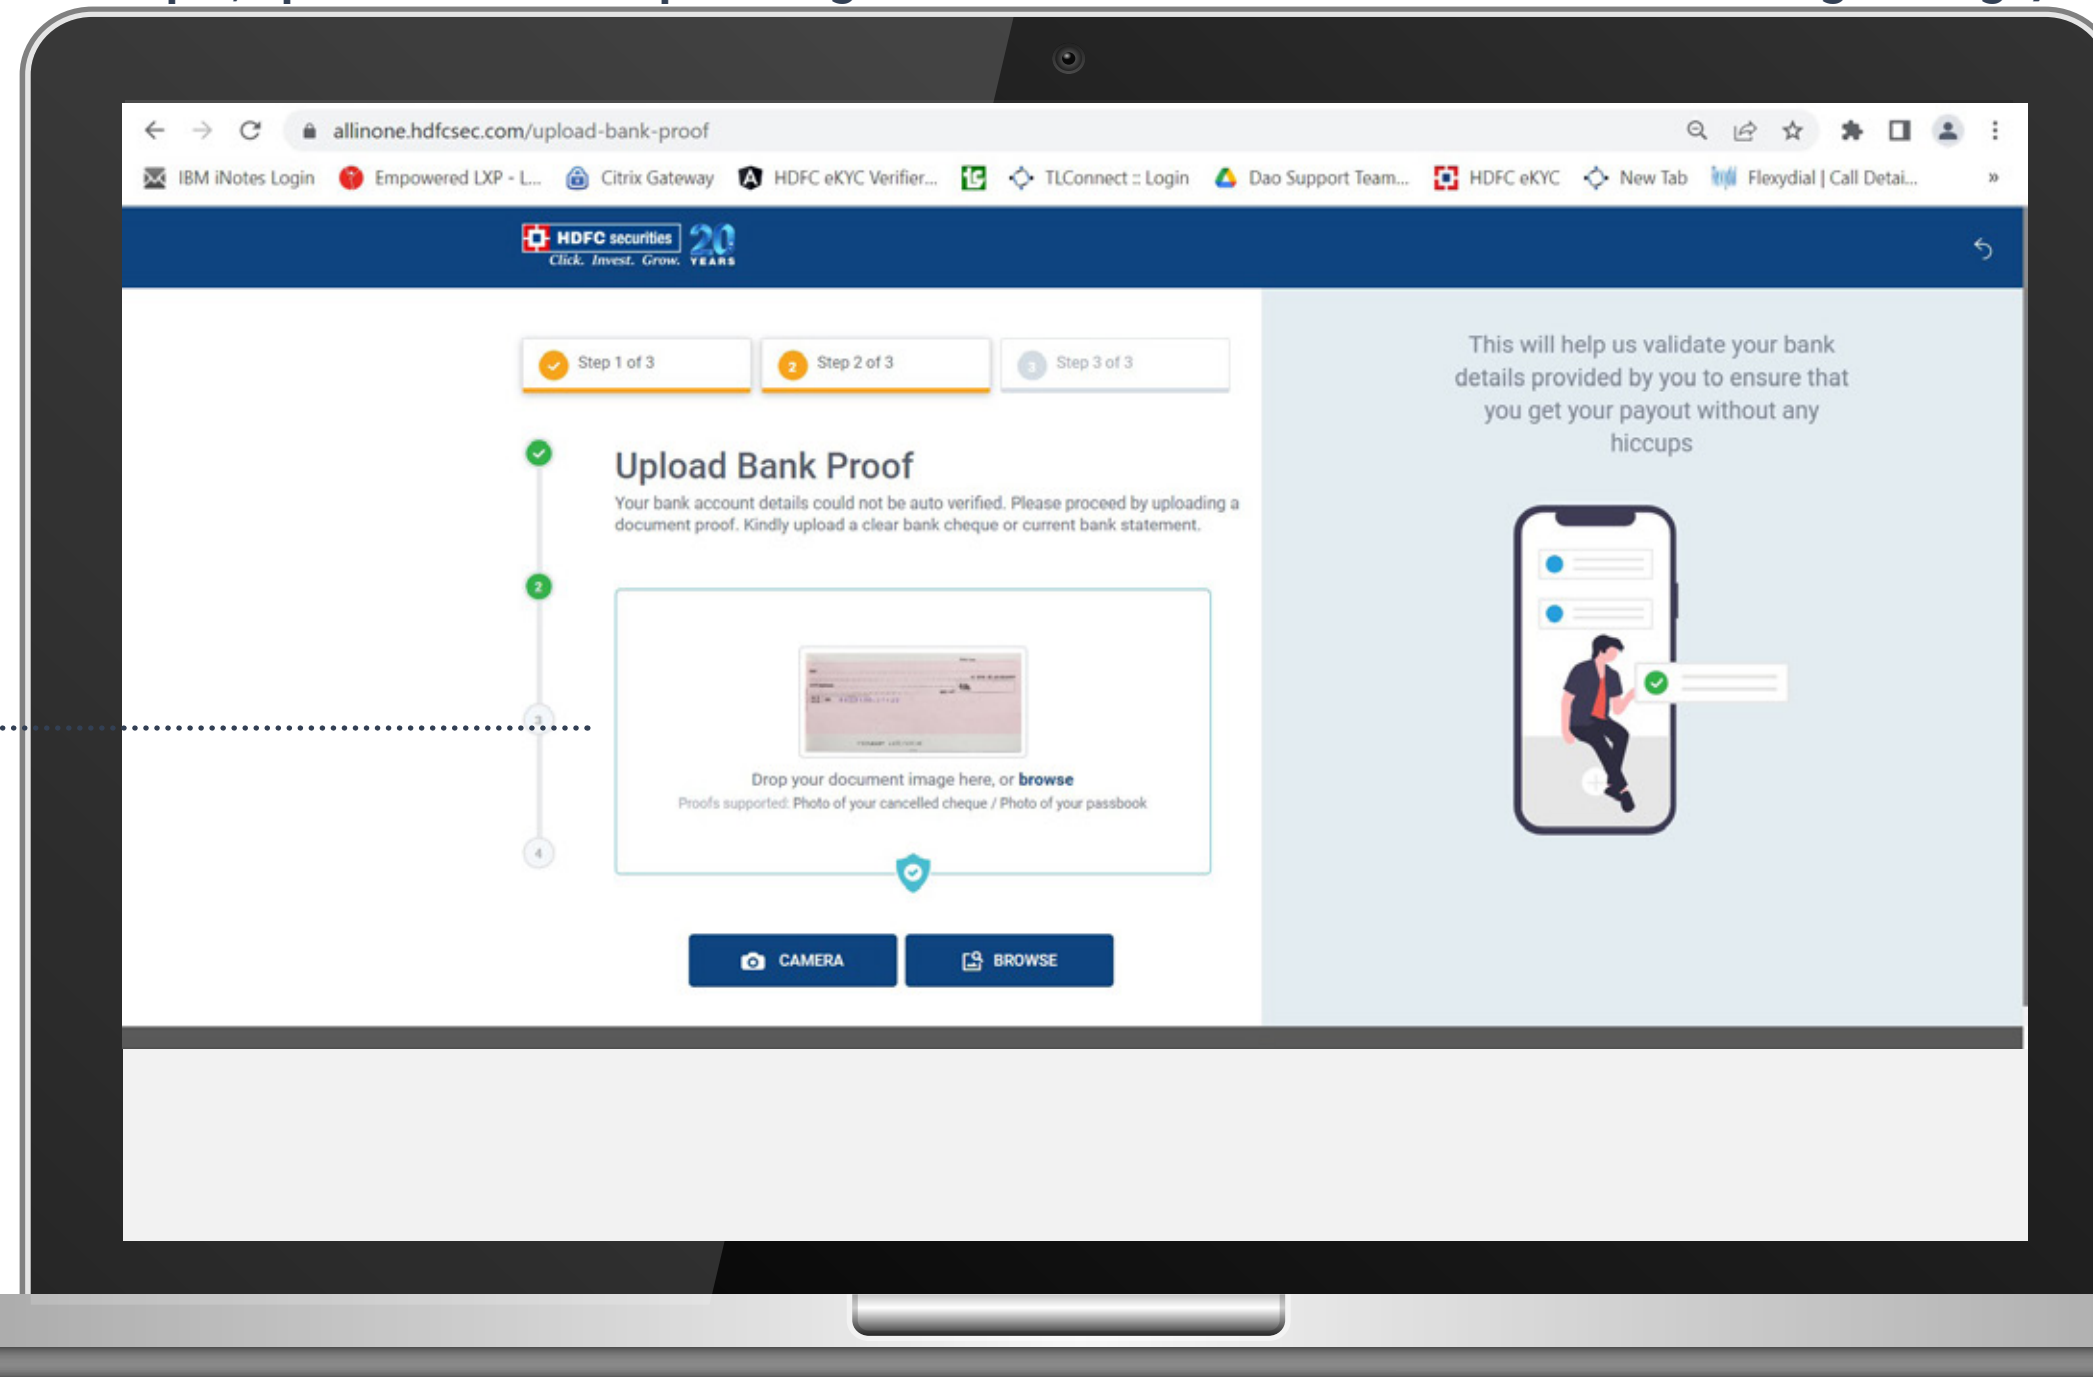 allinone.hdfcsec.com/upload-bank-proof
IBM iNotes Login Empowered LXP - L... Citrix Gateway HDFC eKYC Verifier... TLConnect :: Login Dao Support Team... HDFC eKYC New Tab Flexydial | Call Detai... »
HDFC securities 20
Click. Invest. Grow. YEARS
Step 1 of 3 2 Step 2 of 3 3 Step 3 of 3
This will help us validate your bank
details provided by you to ensure that
you get your payout without any
hiccups
Upload Bank Proof
Your bank account details could not be auto verified. Please proceed by uploading a
document proof. Kindly upload a clear bank cheque or current bank statement.
2
3
Drop your document image here, or browse
Proofs supported: Photo of your cancelled cheque / Photo of your passbook
4
CAMERA BROWSE